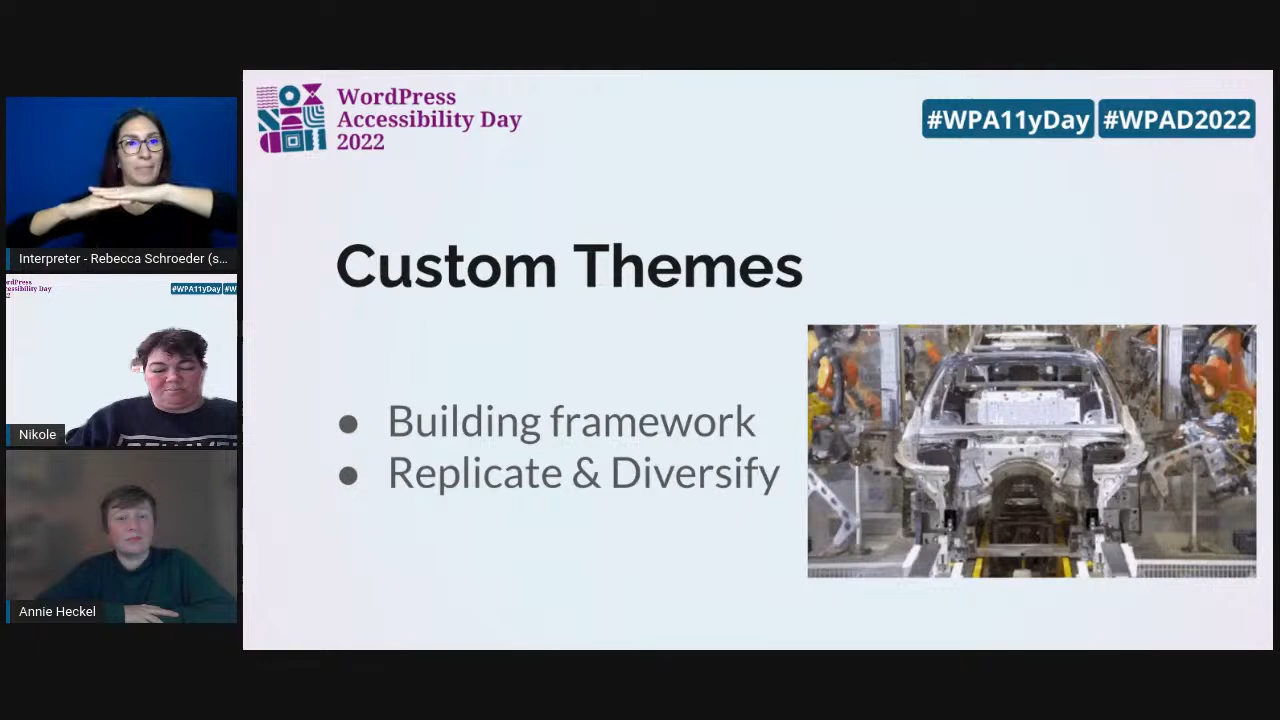 WordPress
Accessibility Day
2022
#WPA11yDay #WPAD2022
Custom Themes
● Building framework
● Replicate & Diversify
Interpreter - Rebecca Schroeder (s...
#WPA11yDay #W
Nikole
Annie Heckel